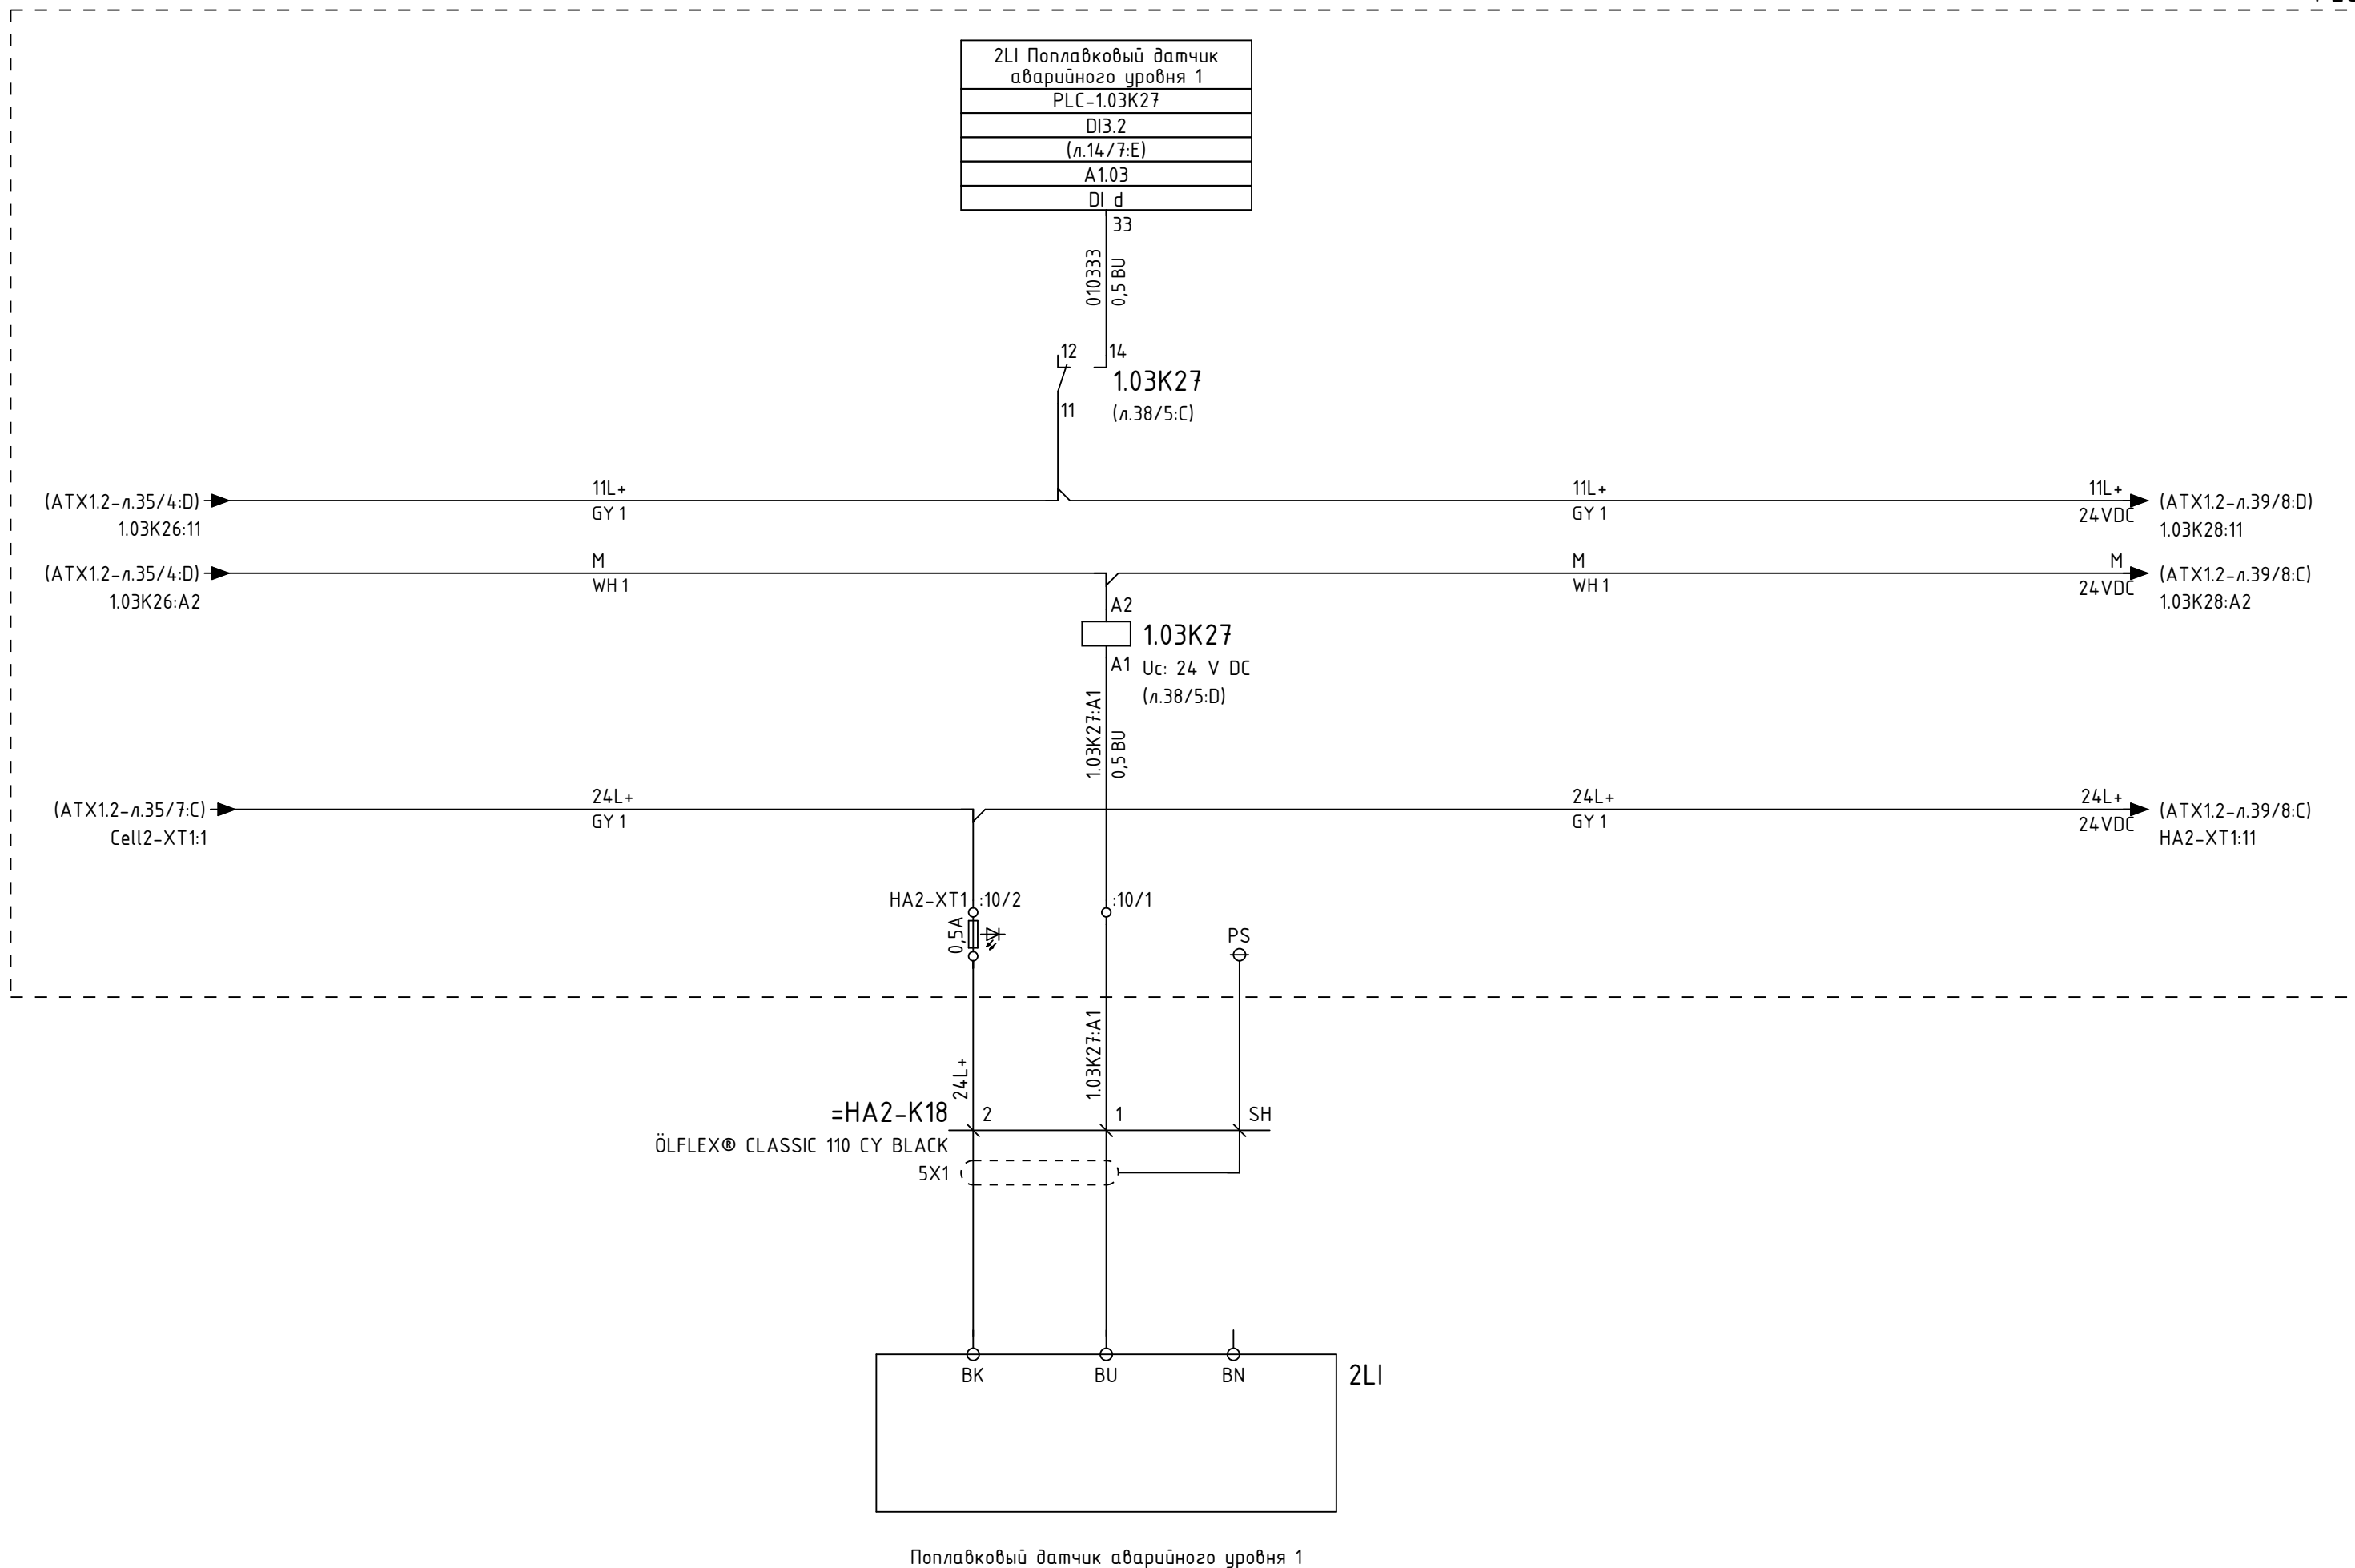 2LI Поплавковый датчик
аварийного уровня 1
PLC-1.03K27
DI3.2
(л.14/7:E)
A1.03
DI d
33
010333
0,5 BU
12
14
1.03K27
11
(л.38/5:C)
11L+
11L+
11L+
(ATX1.2-л.35/4:D)
(ATX1.2-л.39/8:D)
GY 1
GY 1
24VDC
1.03K26:11
1.03K28:11
M
M
M
(ATX1.2-л.35/4:D)
(ATX1.2-л.39/8:C)
WH 1
WH 1
24VDC
1.03K26:A2
1.03K28:A2
A2
1.03K27
A1
Uc: 24 V DC
(л.38/5:D)
1.03K27:A1
0,5 BU
24L+
24L+
24L+
(ATX1.2-л.35/7:C)
(ATX1.2-л.39/8:C)
GY 1
GY 1
24VDC
Cell2-XT1:1
HA2-XT1:11
HA2-XT1
:10/2
:10/1
0,5A
PS
24L+
1.03K27:A1
=HA2-K18
2
1
SH
ÖLFLEX® CLASSIC 110 CY BLACK
5X1
BK
BU
BN
2LI
Поплавковый датчик аварийного уровня 1